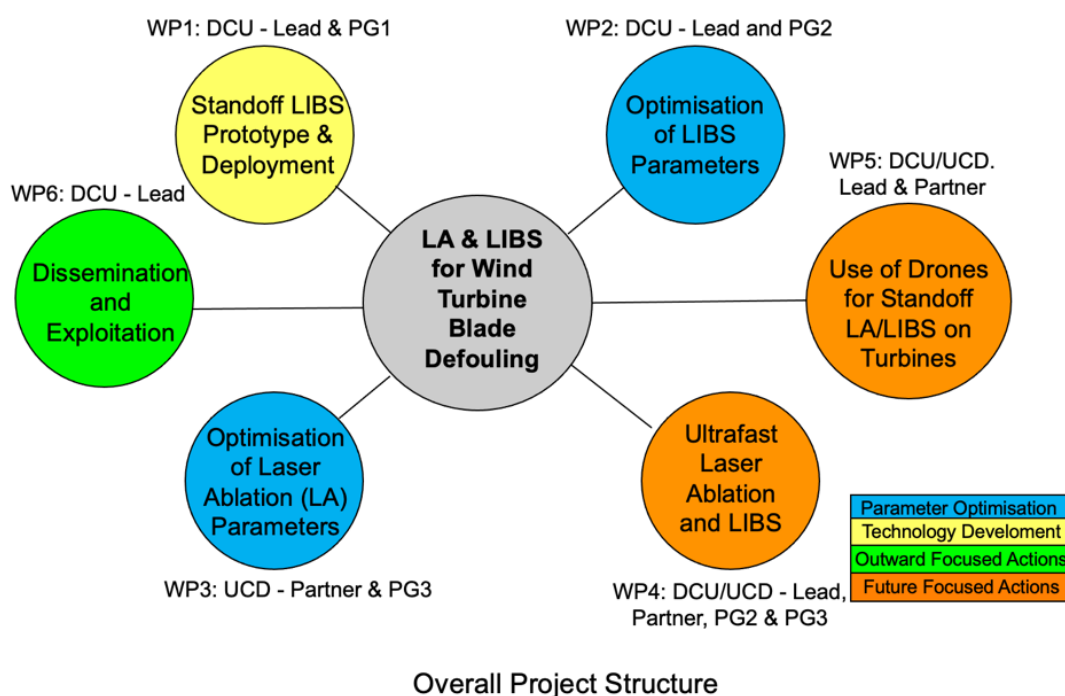 WP1: DCU - Lead & PG1
WP2: DCU - Lead and PG2
Standoff LIBS
Prototype &
Deployment
Optimisation
of LIBS
Parameters
WP5: DCU/UCD.
Lead & Partner
WP6: DCU - Lead
LA & LIBS
for Wind
Turbine
Blade
Defouling
Dissemination
and
Exploitation
Use of Drones
for Standoff
LA/LIBS on
Turbines
Optimisation
of Laser
Ablation (LA)
Parameters
Ultrafast
Laser
Ablation
and LIBS
Parameter Optimisation
Technology Develoment
Outward Focused Actions
Future Focused Actions
WP3: UCD - Partner & PG3
WP4: DCU/UCD - Lead,
Partner, PG2 & PG3
Overall Project Structure